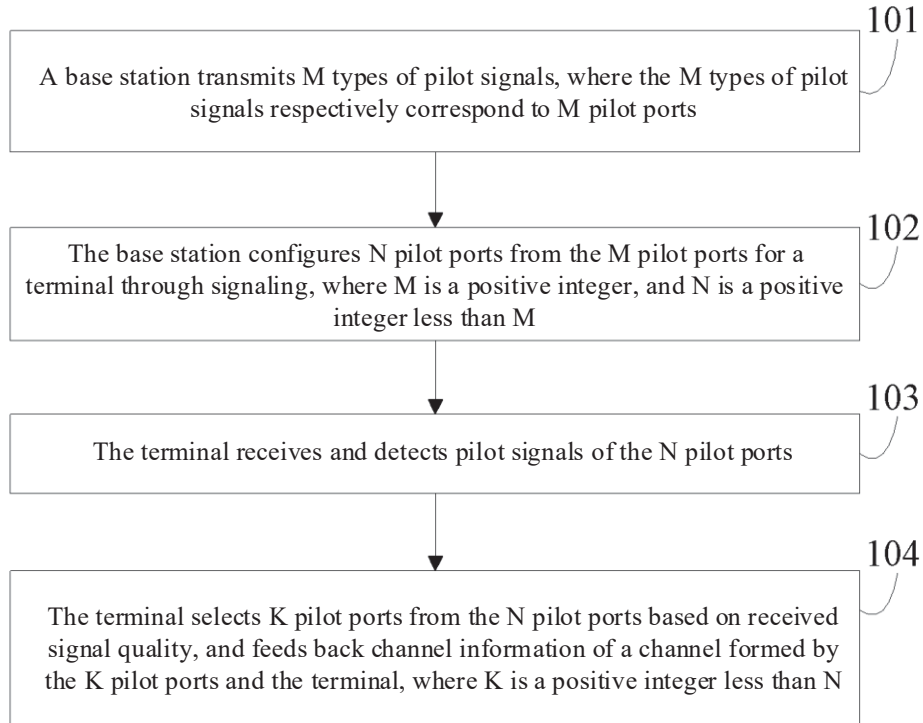 101
A base station transmits M types of pilot signals, where the M types of pilot
signals respectively correspond to M pilot ports
102
The base station configures N pilot ports from the M pilot ports for a
terminal through signaling, where M is a positive integer, and N is a positive
integer less than M
103
The terminal receives and detects pilot signals of the N pilot ports
104
The terminal selects K pilot ports from the N pilot ports based on received
signal quality, and feeds back channel information of a channel formed by
the K pilot ports and the terminal, where K is a positive integer less than N